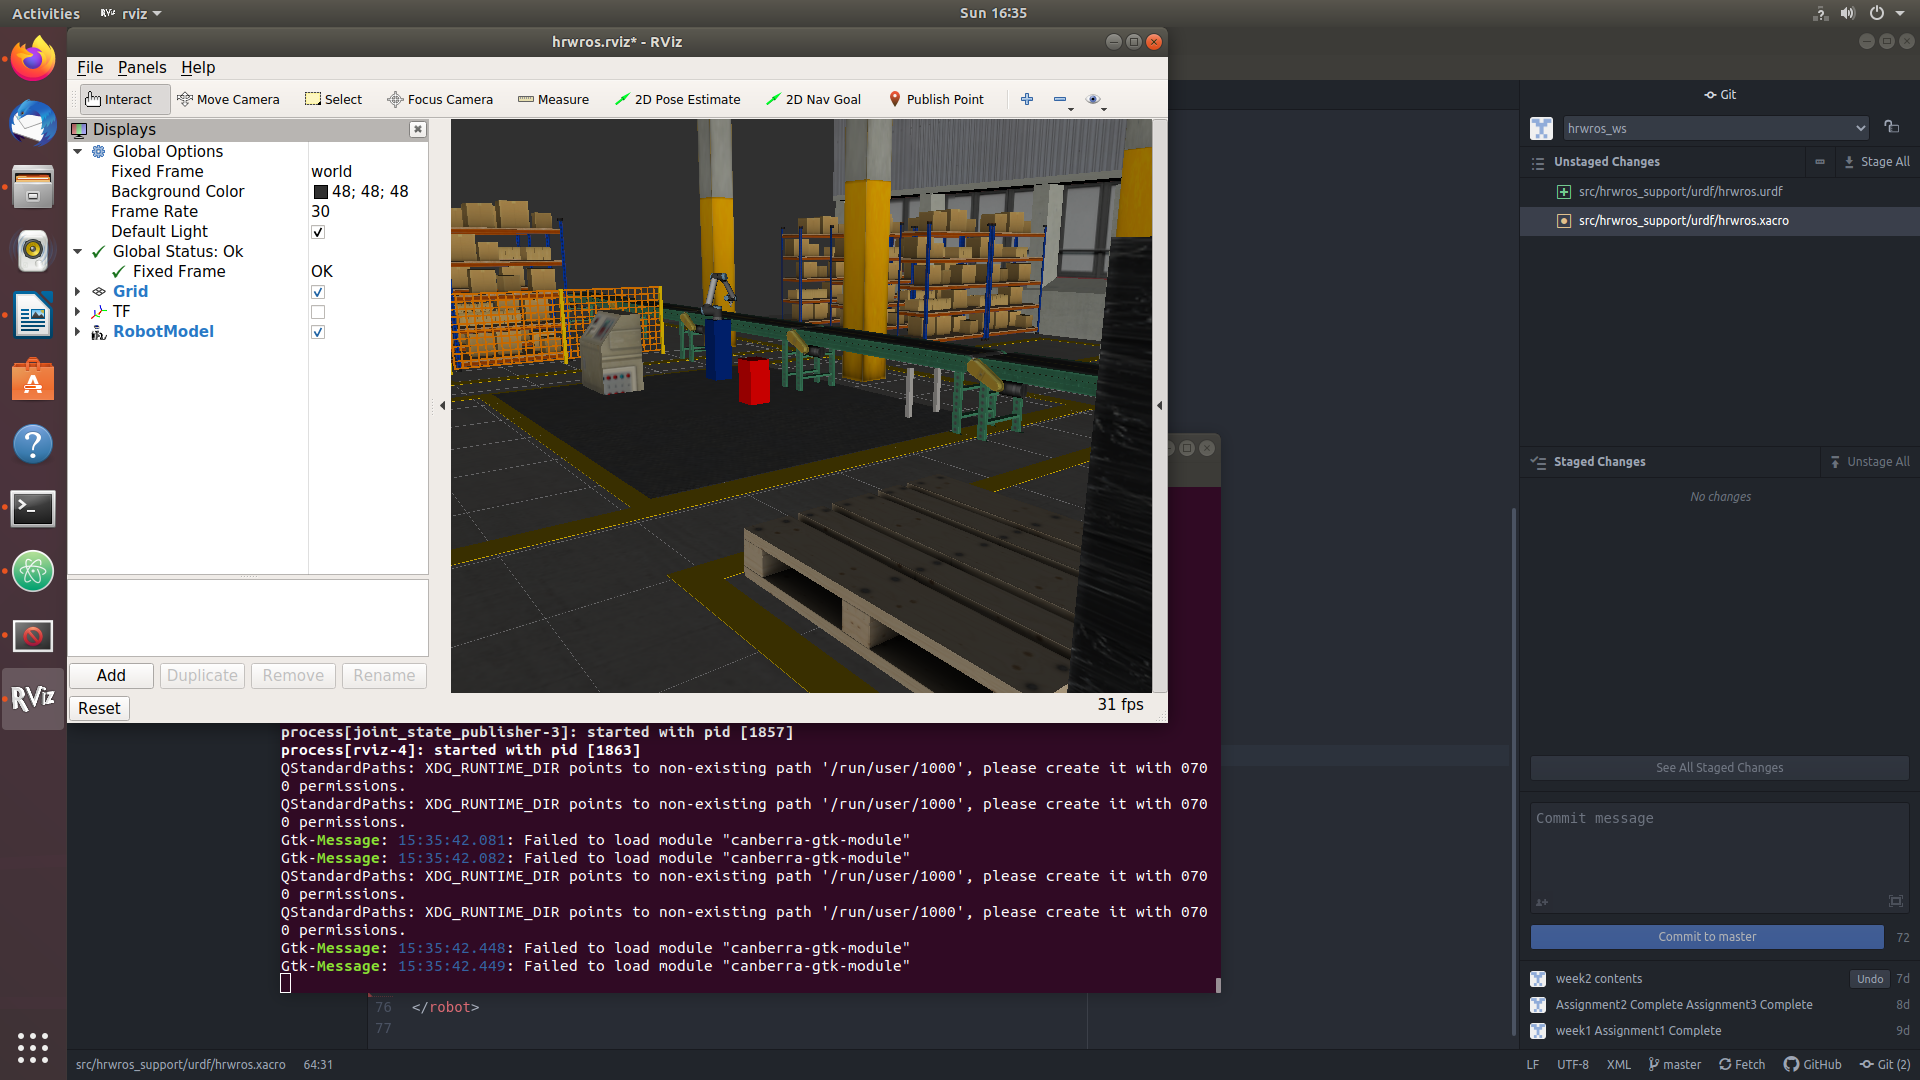 Activities
rviz
Sun 16:35
hrwros.rviz* - RViz
File Panels Help
Interact Move Camera Select Focus Camera Measure 2D Pose Estimate 2D Nav Goal Publish Point
Displays
Global Options
Fixed Frame world
Background Color 48; 48; 48
Frame Rate 30
Default Light
Global Status: Ok
Fixed Frame OK
Grid
TF
RobotModel
Add Duplicate Remove Rename
Reset
31 fps
RViz
process[joint_state_publisher-3]: started with pid [1857]
process[rviz-4]: started with pid [1863]
QStandardPaths: XDG_RUNTIME_DIR points to non-existing path '/run/user/1000', please create it with 070
0 permissions.
QStandardPaths: XDG_RUNTIME_DIR points to non-existing path '/run/user/1000', please create it with 070
0 permissions.
Gtk-Message: 15:35:42.081: Failed to load module "canberra-gtk-module"
Gtk-Message: 15:35:42.082: Failed to load module "canberra-gtk-module"
QStandardPaths: XDG_RUNTIME_DIR points to non-existing path '/run/user/1000', please create it with 070
0 permissions.
QStandardPaths: XDG_RUNTIME_DIR points to non-existing path '/run/user/1000', please create it with 070
0 permissions.
Gtk-Message: 15:35:42.448: Failed to load module "canberra-gtk-module"
Gtk-Message: 15:35:42.449: Failed to load module "canberra-gtk-module"
76 </robot>
77
Git
hrwros_ws
Unstaged Changes Stage All
src/hrwros_support/urdf/hrwros.urdf
src/hrwros_support/urdf/hrwros.xacro
Staged Changes Unstage All
No changes
See All Staged Changes
Commit message
Commit to master 72
week2 contents Undo 7d
Assignment2 Complete Assignment3 Complete 8d
week1 Assignment1 Complete 9d
src/hrwros_support/urdf/hrwros.xacro 64:31
LF UTF-8 XML master Fetch GitHub Git (2)